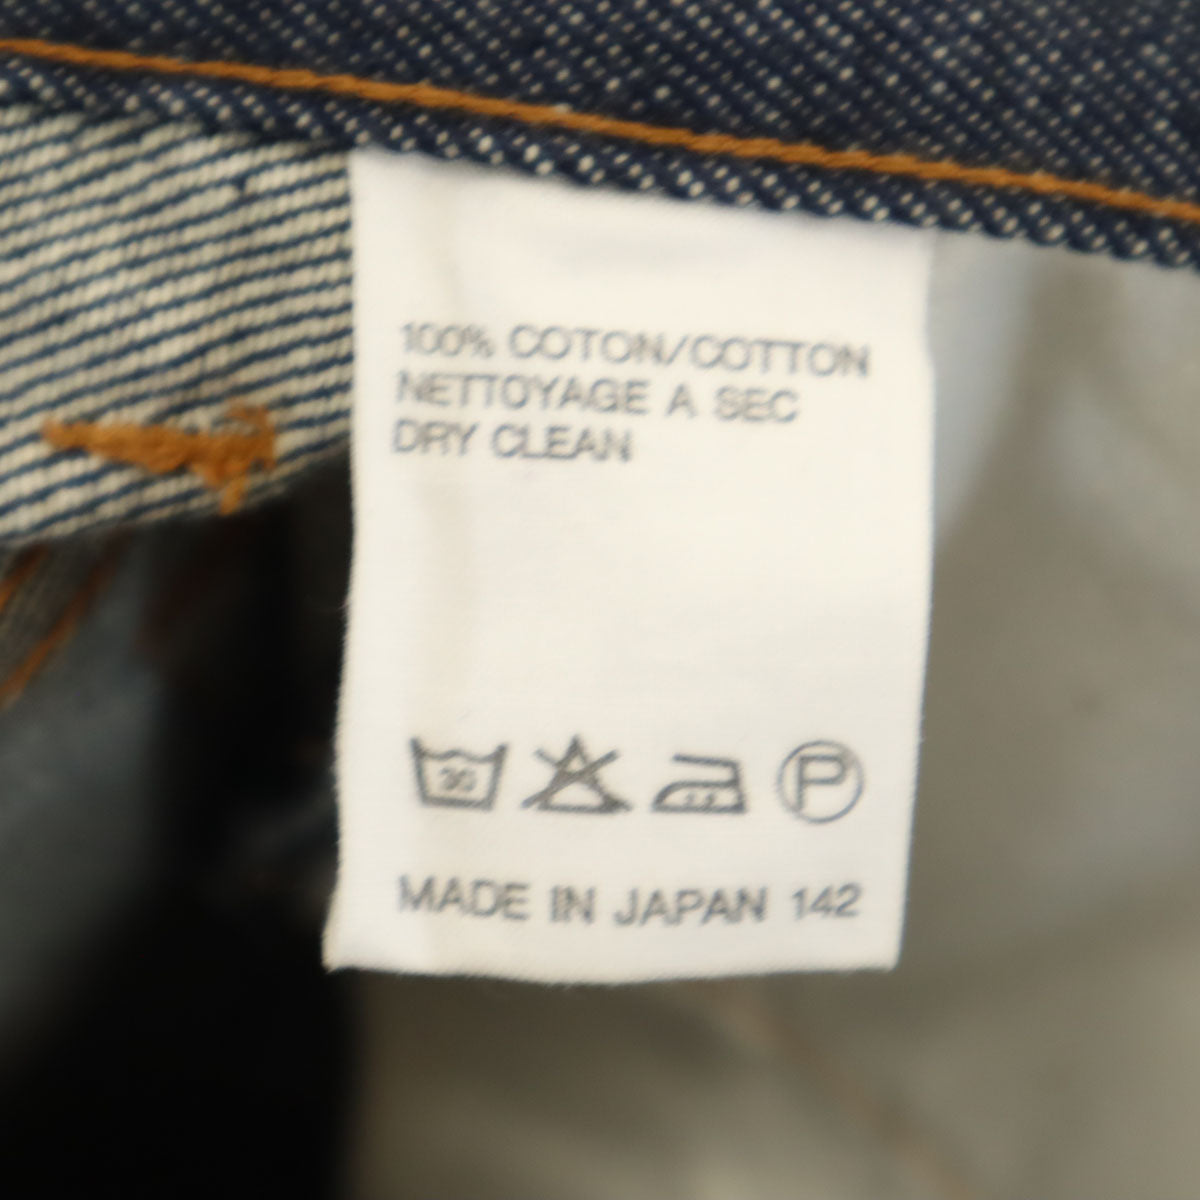 100% COTON/COTTON
NETTOYAGE A SEC
DRY CLEAN
30
P
MADE IN JAPAN 142